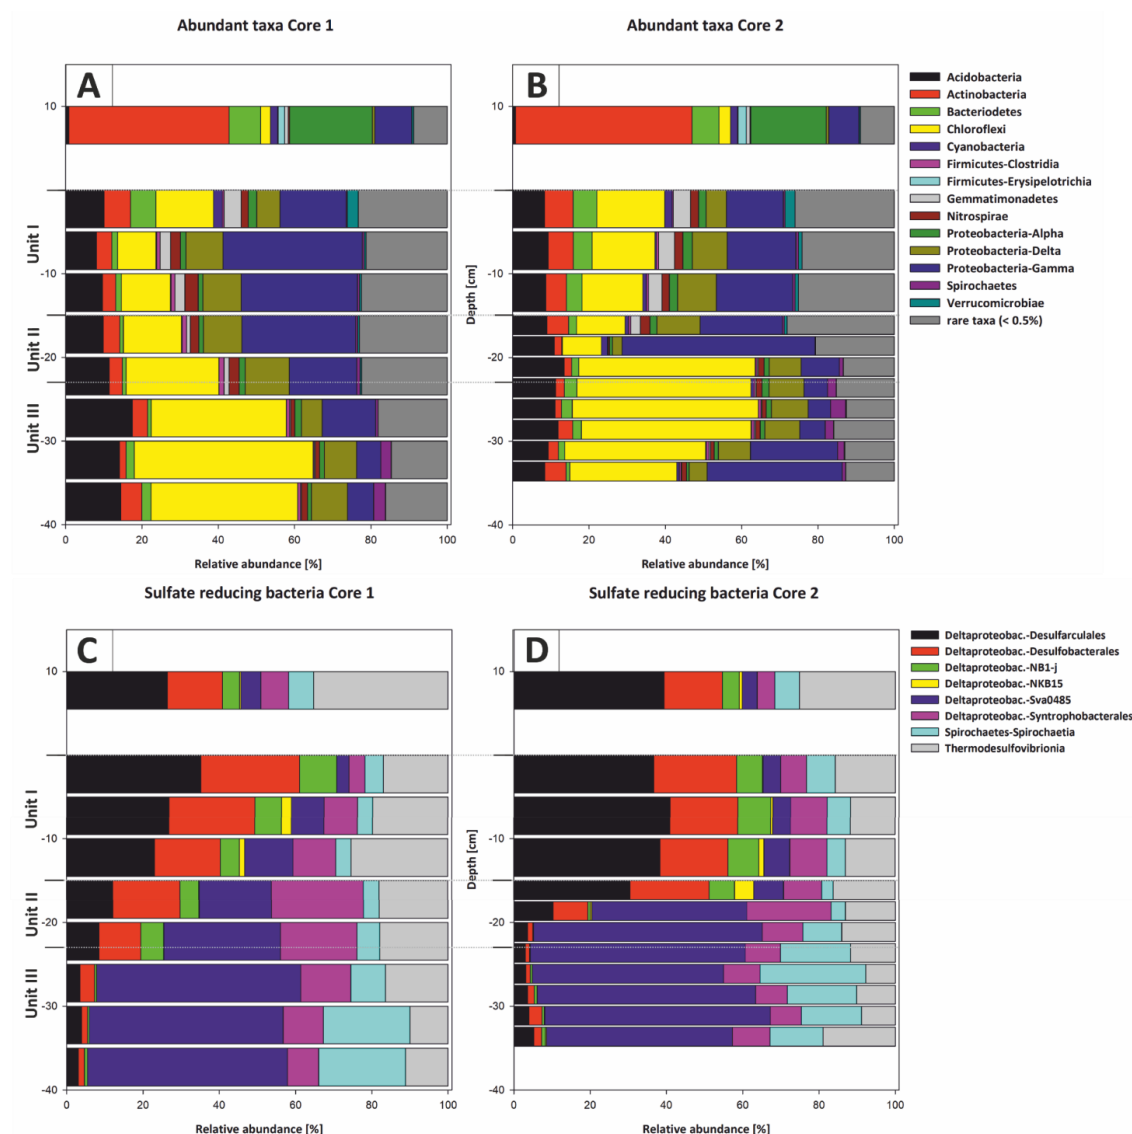 Abundant taxa Core 1
Abundant taxa Core 2
A
B
10
-10
-20
-30
-40
Unit I
Unit II
Unit III
0 20 40 60 80 100
Relative abundance [%]
Depth [cm]
10
-10
-20
-30
-40
0 20 40 60 80 100
Relative abundance [%]
Acidobacteria
Actinobacteria
Bacteriodetes
Chloroflexi
Cyanobacteria
Firmicutes-Clostridia
Firmicutes-Erysipelotrichia
Gemmatimonadetes
Nitrospirae
Proteobacteria-Alpha
Proteobacteria-Delta
Proteobacteria-Gamma
Spirochaetes
Verrucomicrobiae
rare taxa (< 0.5%)
Sulfate reducing bacteria Core 1
Sulfate reducing bacteria Core 2
C
D
10
-10
-20
-30
-40
Unit I
Unit II
Unit III
0 20 40 60 80 100
Relative abundance [%]
Depth [cm]
10
-10
-20
-30
-40
0 20 40 60 80 100
Relative abundance [%]
Deltaproteobac.-Desulfarculales
Deltaproteobac.-Desulfobacterales
Deltaproteobac.-NB1-j
Deltaproteobac.-NKB15
Deltaproteobac.-Sva0485
Deltaproteobac.-Syntrophobacterales
Spirochaetes-Spirochaetia
Thermodesulfovibrionia